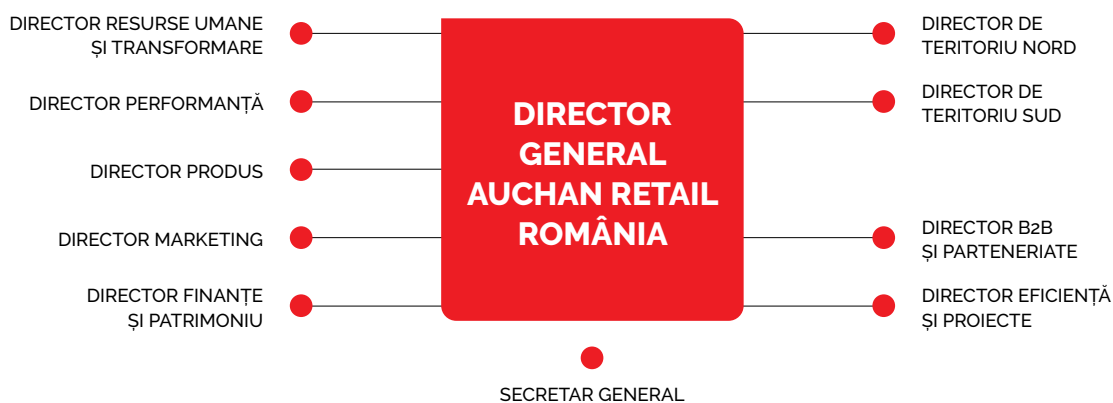 DIRECTOR RESURSE UMANE
ȘI TRANSFORMARE
DIRECTOR PERFORMANȚĂ
DIRECTOR PRODUS
DIRECTOR MARKETING
DIRECTOR FINANȚE
ȘI PATRIMONIU
DIRECTOR
GENERAL
AUCHAN RETAIL
ROMÂNIA
DIRECTOR DE
TERITORIU NORD
DIRECTOR DE
TERITORIU SUD
DIRECTOR B2B
ȘI PARTENERIATE
DIRECTOR EFICIENȚĂ
ȘI PROIECTE
SECRETAR GENERAL